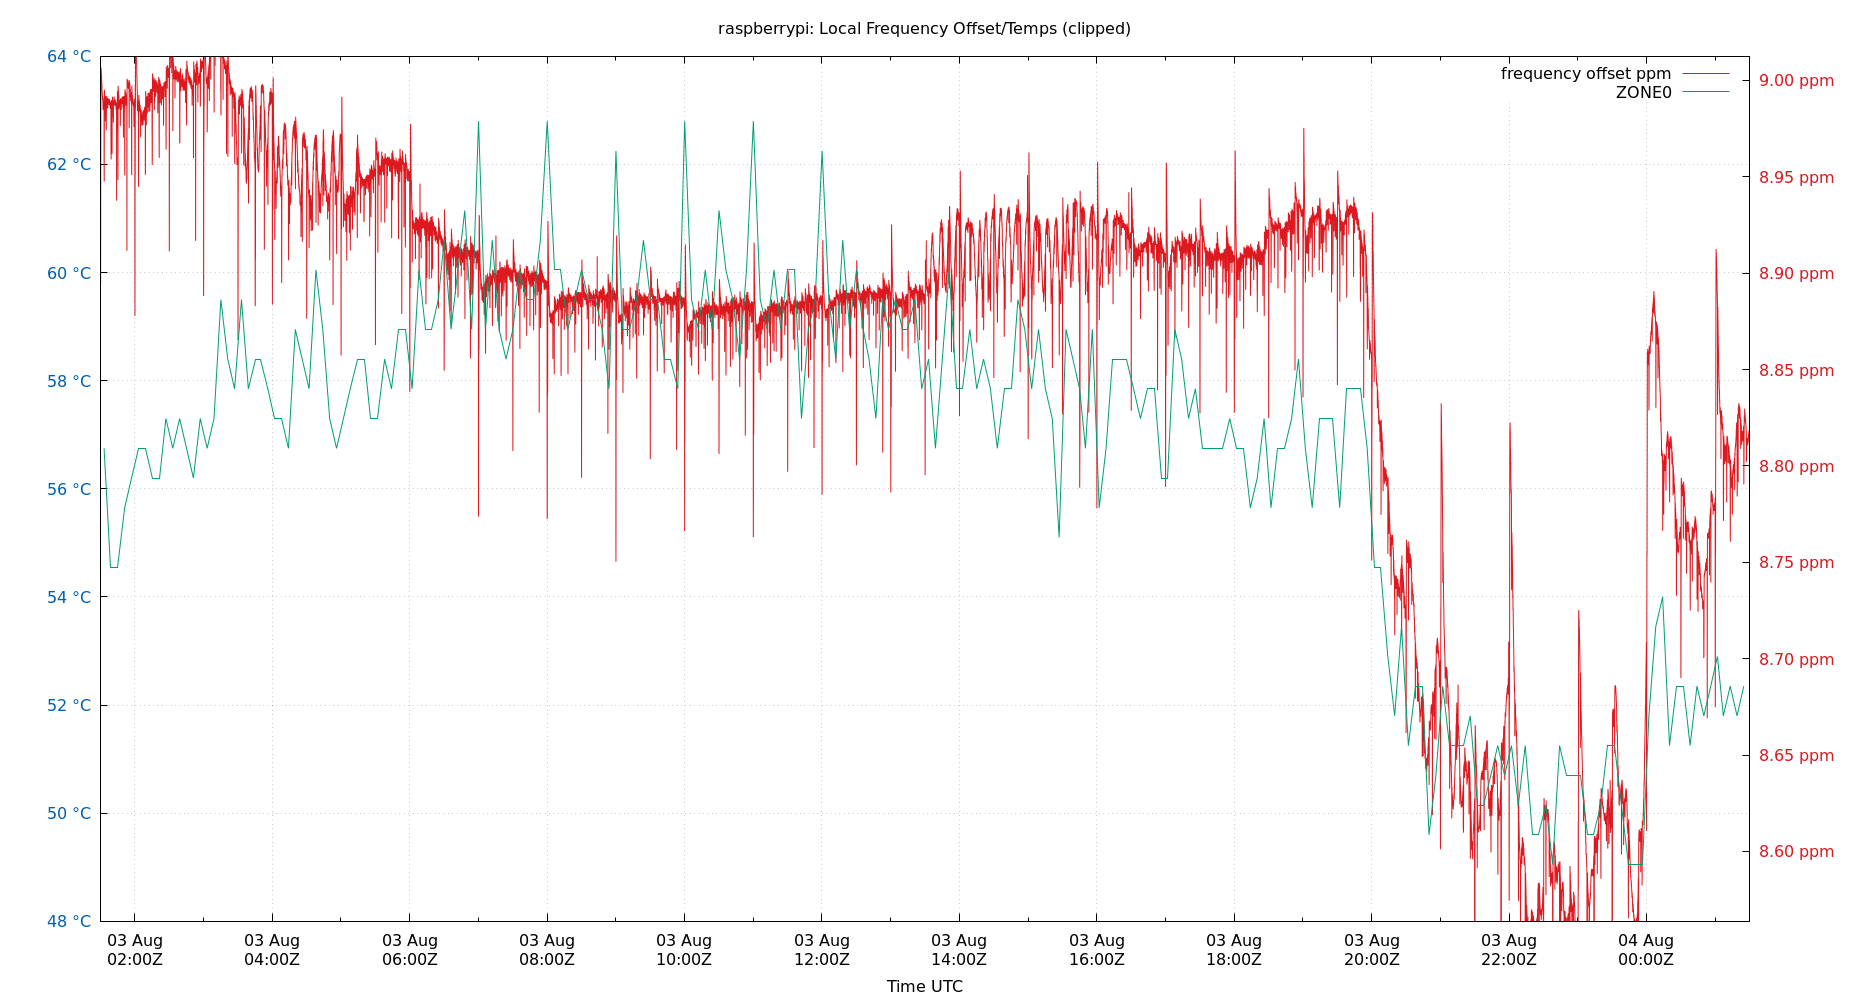 raspberrypi: Local Frequency Offset/Temps (clipped)
frequency offset ppm
ZONE0
64 °C
62 °C
60 °C
58 °C
56 °C
54 °C
52 °C
50 °C
48 °C
9.00 ppm
8.95 ppm
8.90 ppm
8.85 ppm
8.80 ppm
8.75 ppm
8.70 ppm
8.65 ppm
8.60 ppm
03 Aug 03 Aug 03 Aug 03 Aug 03 Aug 03 Aug 03 Aug 03 Aug 03 Aug 03 Aug 03 Aug 04 Aug
02:00Z 04:00Z 06:00Z 08:00Z 10:00Z 12:00Z 14:00Z 16:00Z 18:00Z 20:00Z 22:00Z 00:00Z
Time UTC